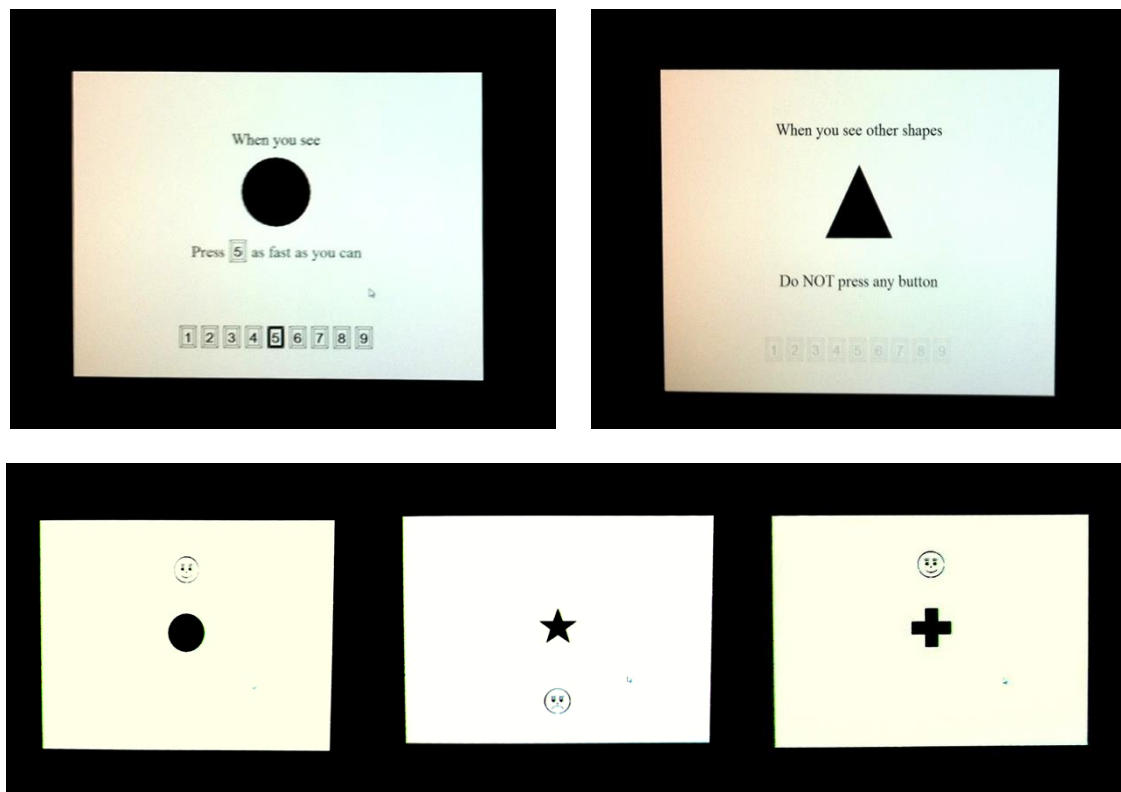 When you see
Press 5 as fast as you can
1 2 3 4 5 6 7 8 9
When you see other shapes
Do NOT press any button
1 2 3 4 5 6 7 8 9